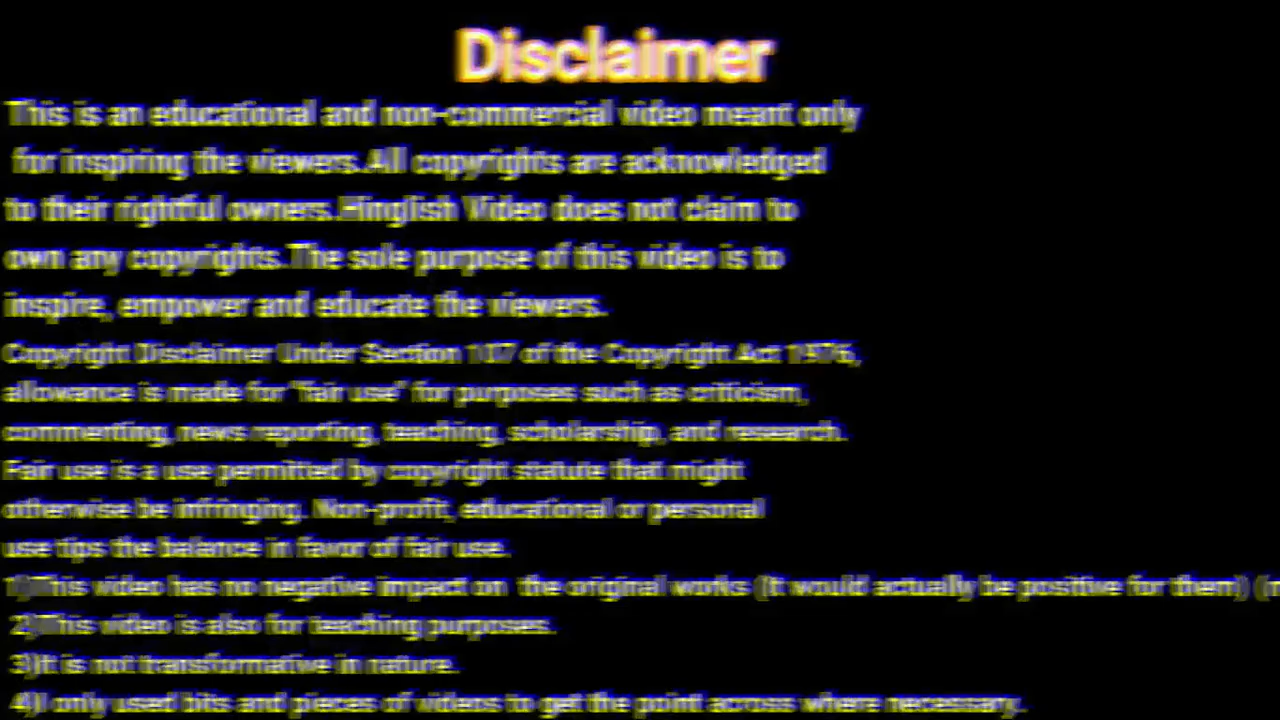 Disclaimer
This is an educational and non-commercial video meant only
for inspiring the viewers.All copyrights are acknowledged
to their rightful owners.Hinglish Video does not claim to
own any copyrights.The sole purpose of this video is to
inspire, empower and educate the viewers.
Copyright Disclaimer Under Section 107 of the Copyright Act 1976,
allowance is made for "fair use" for purposes such as criticism,
commenting, news reporting, teaching, scholarship, and research.
Fair use is a use permitted by copyright statute that might
otherwise be infringing. Non-profit, educational or personal
use tips the balance in favor of fair use.
1)This video has no negative impact on the original works (It would actually be positive for them)
2)This video is also for teaching purposes.
3)It is not transformative in nature.
4)I only used bits and pieces of videos to get the point across where necessary.